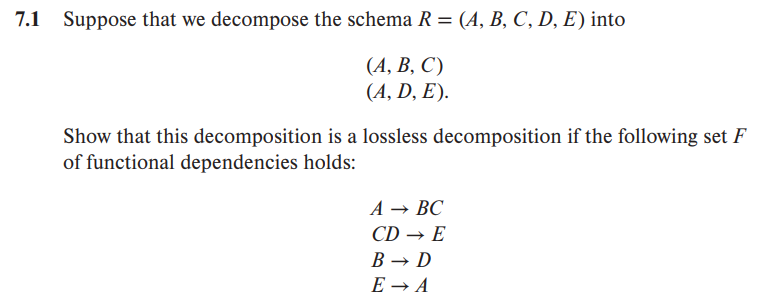 7.1 Suppose that we decompose the schema R = (A, B, C, D, E) into
(A, B, C)
(A, D, E).
Show that this decomposition is a lossless decomposition if the following set F
of functional dependencies holds:
A → BC
CD → E
B → D
E → A